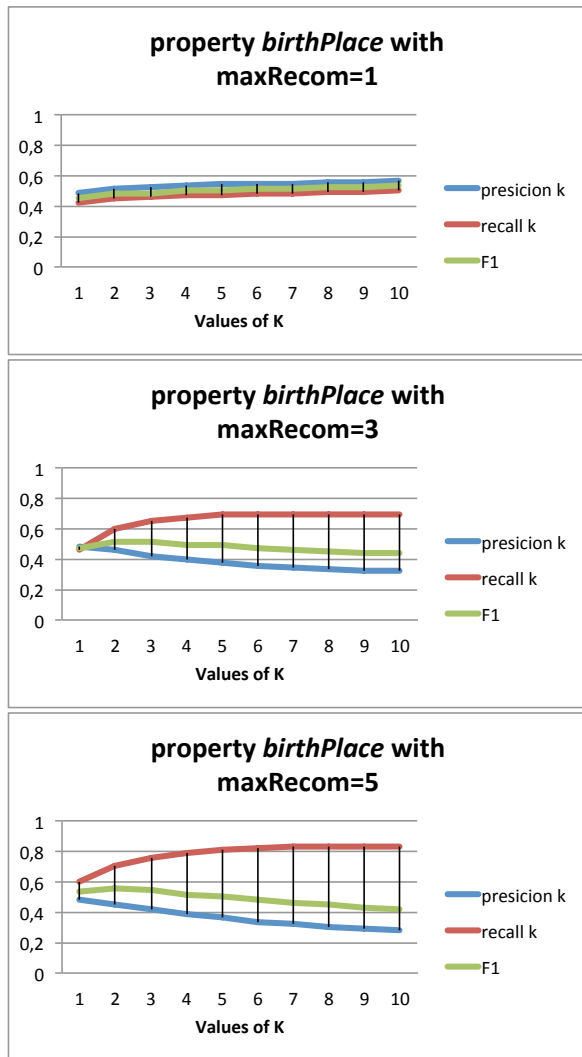 property birthPlace with
maxRecom=1
1
0,8
0,6
0,4
0,2
0
1 2 3 4 5 6 7 8 9 10
Values of K
presicion k
recall k
F1
property birthPlace with
maxRecom=3
1
0,8
0,6
0,4
0,2
0
1 2 3 4 5 6 7 8 9 10
Values of K
presicion k
recall k
F1
property birthPlace with
maxRecom=5
1
0,8
0,6
0,4
0,2
0
1 2 3 4 5 6 7 8 9 10
Values of K
presicion k
recall k
F1